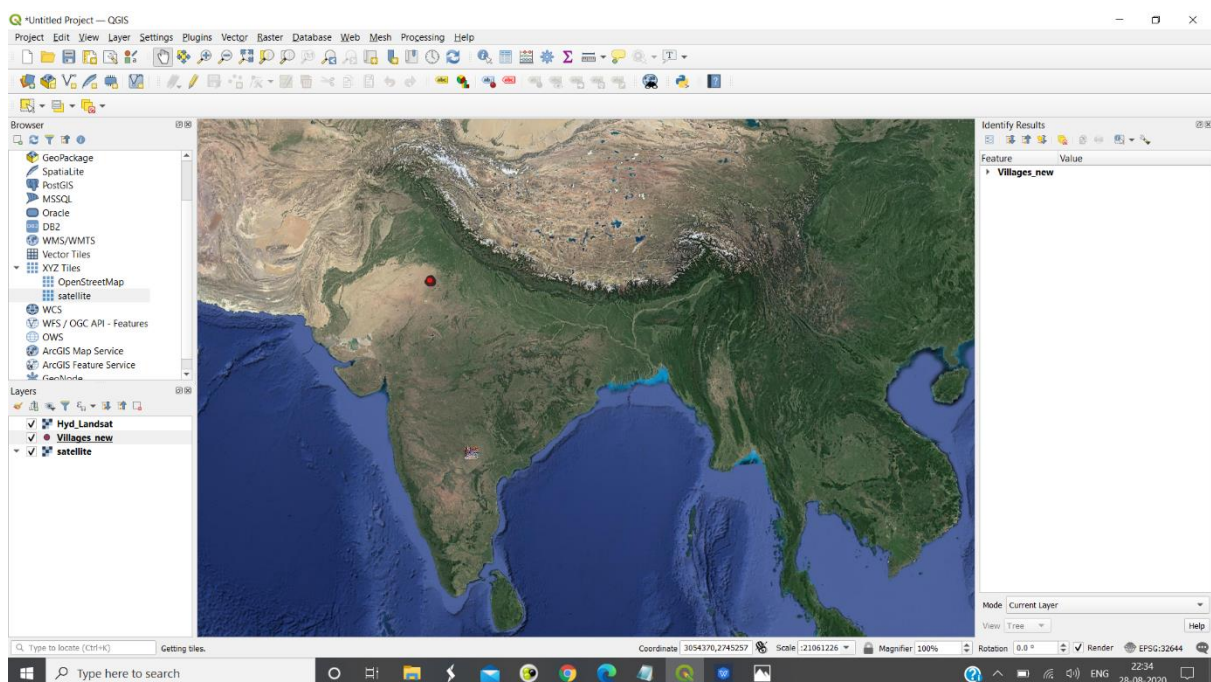 *Untitled Project — QGIS
Project Edit View Layer Settings Plugins Vector Raster Database Web Mesh Processing Help
Browser
GeoPackage
SpatiaLite
PostGIS
MSSQL
Oracle
DB2
WMS/WMTS
Vector Tiles
XYZ Tiles
OpenStreetMap
satellite
WCS
WFS / OGC API - Features
OWS
ArcGIS Map Service
ArcGIS Feature Service
GeoNode
Layers
Hyd_Landsat
Villages_new
satellite
Identify Results
Feature Value
Villages_new
Mode Current Layer
View Tree Help
Type to locate (Ctrl+K) Getting tiles. Coordinate 3054370,2745257 Scale :21061226 Magnifier 100% Rotation 0.0 ° Render EPSG:32644
Type here to search ENG 22:34
28-08-2020